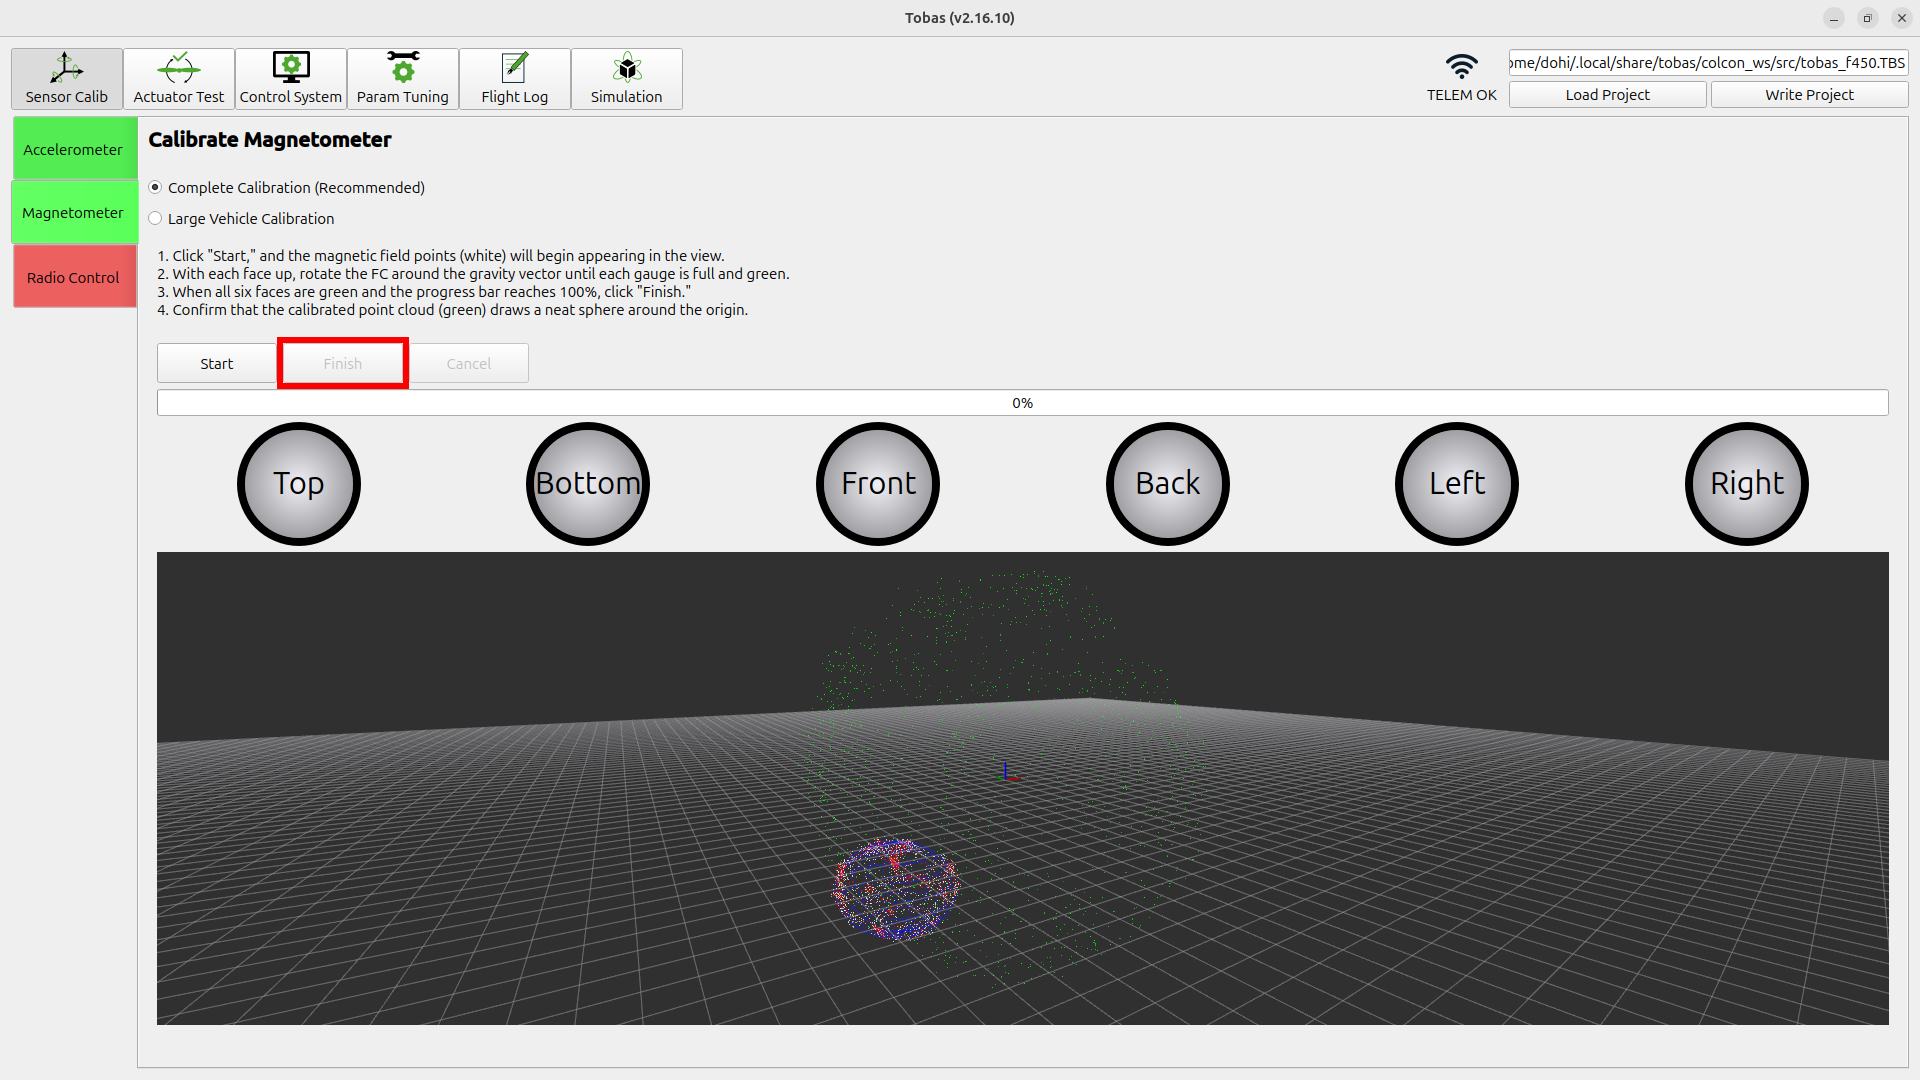 Tobas (v2.16.10)
Sensor Calib
Actuator Test
Control System
Param Tuning
Flight Log
Simulation
TELEM OK
ome/dohi/.local/share/tobas/colcon_ws/src/tobas_f450.TBS
Load Project
Write Project
Accelerometer
Magnetometer
Radio Control
Calibrate Magnetometer
Complete Calibration (Recommended)
Large Vehicle Calibration
1. Click "Start," and the magnetic field points (white) will begin appearing in the view.
2. With each face up, rotate the FC around the gravity vector until each gauge is full and green.
3. When all six faces are green and the progress bar reaches 100%, click "Finish."
4. Confirm that the calibrated point cloud (green) draws a neat sphere around the origin.
Start
Finish
Cancel
0%
Top
Bottom
Front
Back
Left
Right